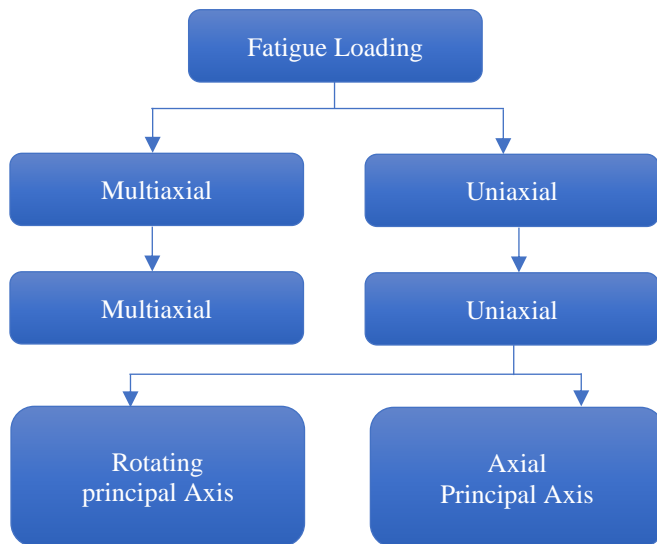 Fatigue Loading
Multiaxial
Uniaxial
Multiaxial
Uniaxial
Rotating
principal Axis
Axial
Principal Axis